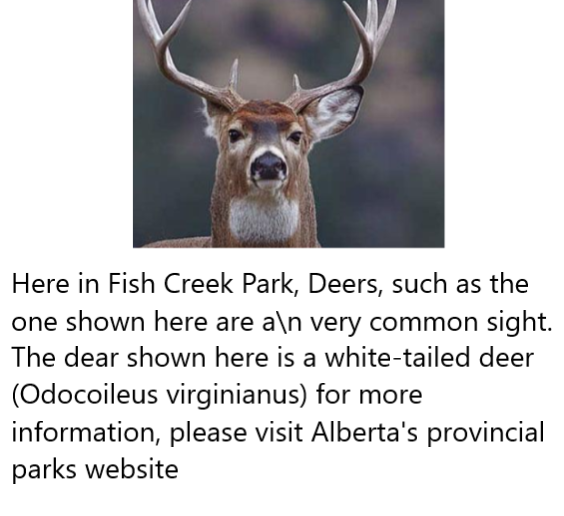 Here in Fish Creek Park, Deers, such as the
one shown here are a\n very common sight.
The dear shown here is a white-tailed deer
(Odocoileus virginianus) for more
information, please visit Alberta's provincial
parks website